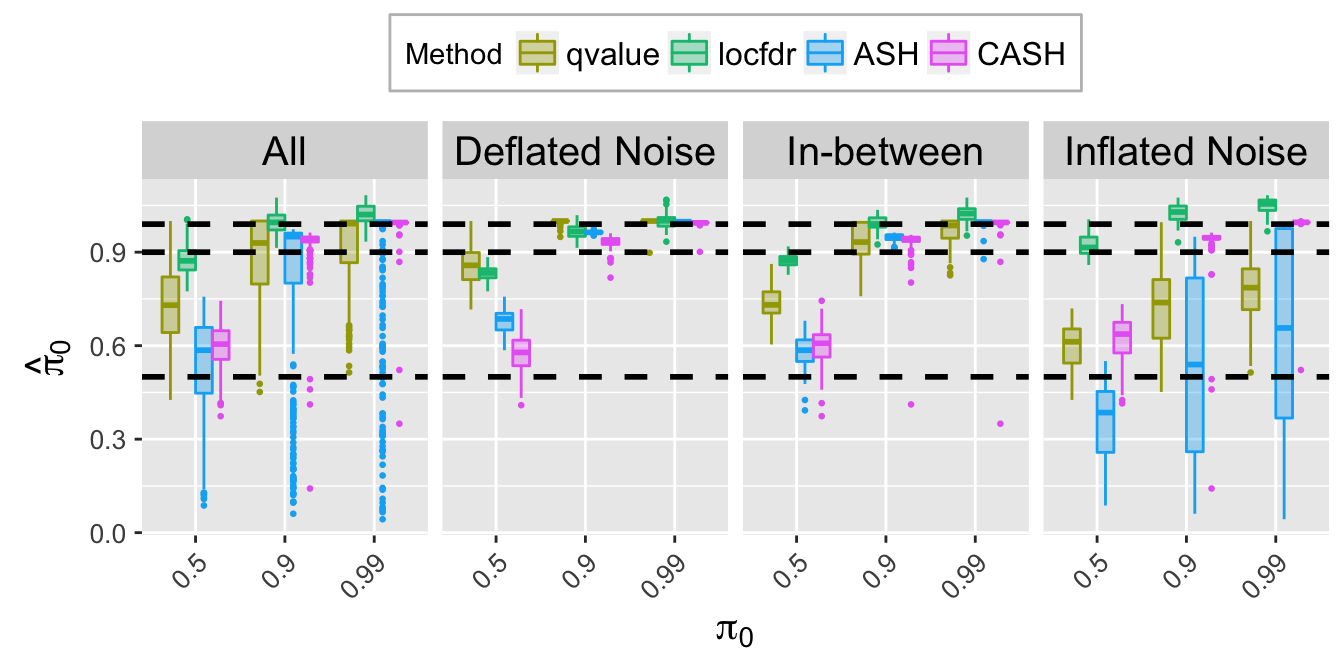 Method qvalue locfdr ASH CASH
All Deflated Noise In-between Inflated Noise
0.9
0.6
0.3
0.0
π̂0
0.5 0.9 0.99 0.5 0.9 0.99 0.5 0.9 0.99 0.5 0.9 0.99
π0